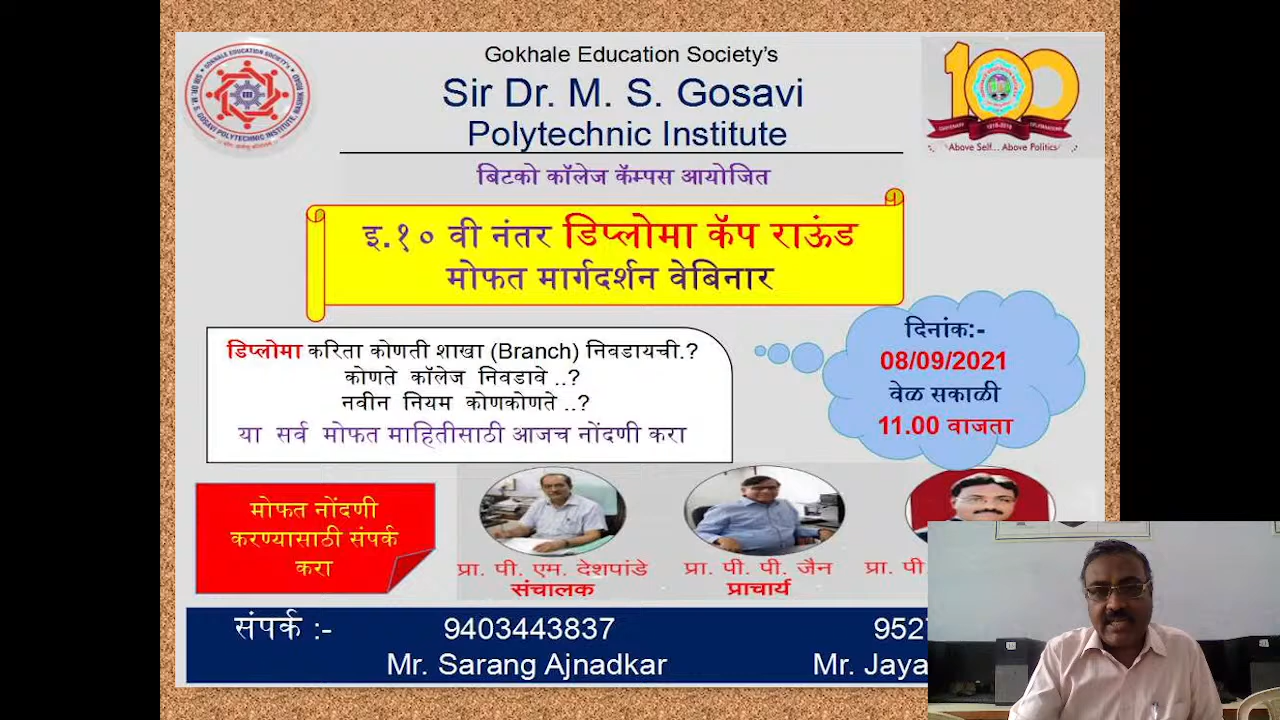 Gokhale Education Society's
Sir Dr. M. S. Gosavi
Polytechnic Institute
100
Above Self... Above Politics
बिटको कॉलेज कॅम्पस आयोजित
इ.१० वी नंतर डिप्लोमा कॅप राऊंड
मोफत मार्गदर्शन वेबिनार
डिप्लोमा करिता कोणती शाखा (Branch) निवडायची.?
कोणते कॉलेज निवडावे ..?
नवीन नियम कोणकोणते ..?
या सर्व मोफत माहितीसाठी आजच नोंदणी करा
दिनांक:-
08/09/2021
वेळ सकाळी
11.00 वाजता
मोफत नोंदणी
करण्यासाठी संपर्क
करा
प्रा. पी. एम. देशपांडे
संचालक
प्रा. पी. पी. जैन
प्राचार्य
प्रा. पी.
संपर्क :- 9403443837 9527
Mr. Sarang Ajnadkar Mr. Jaya